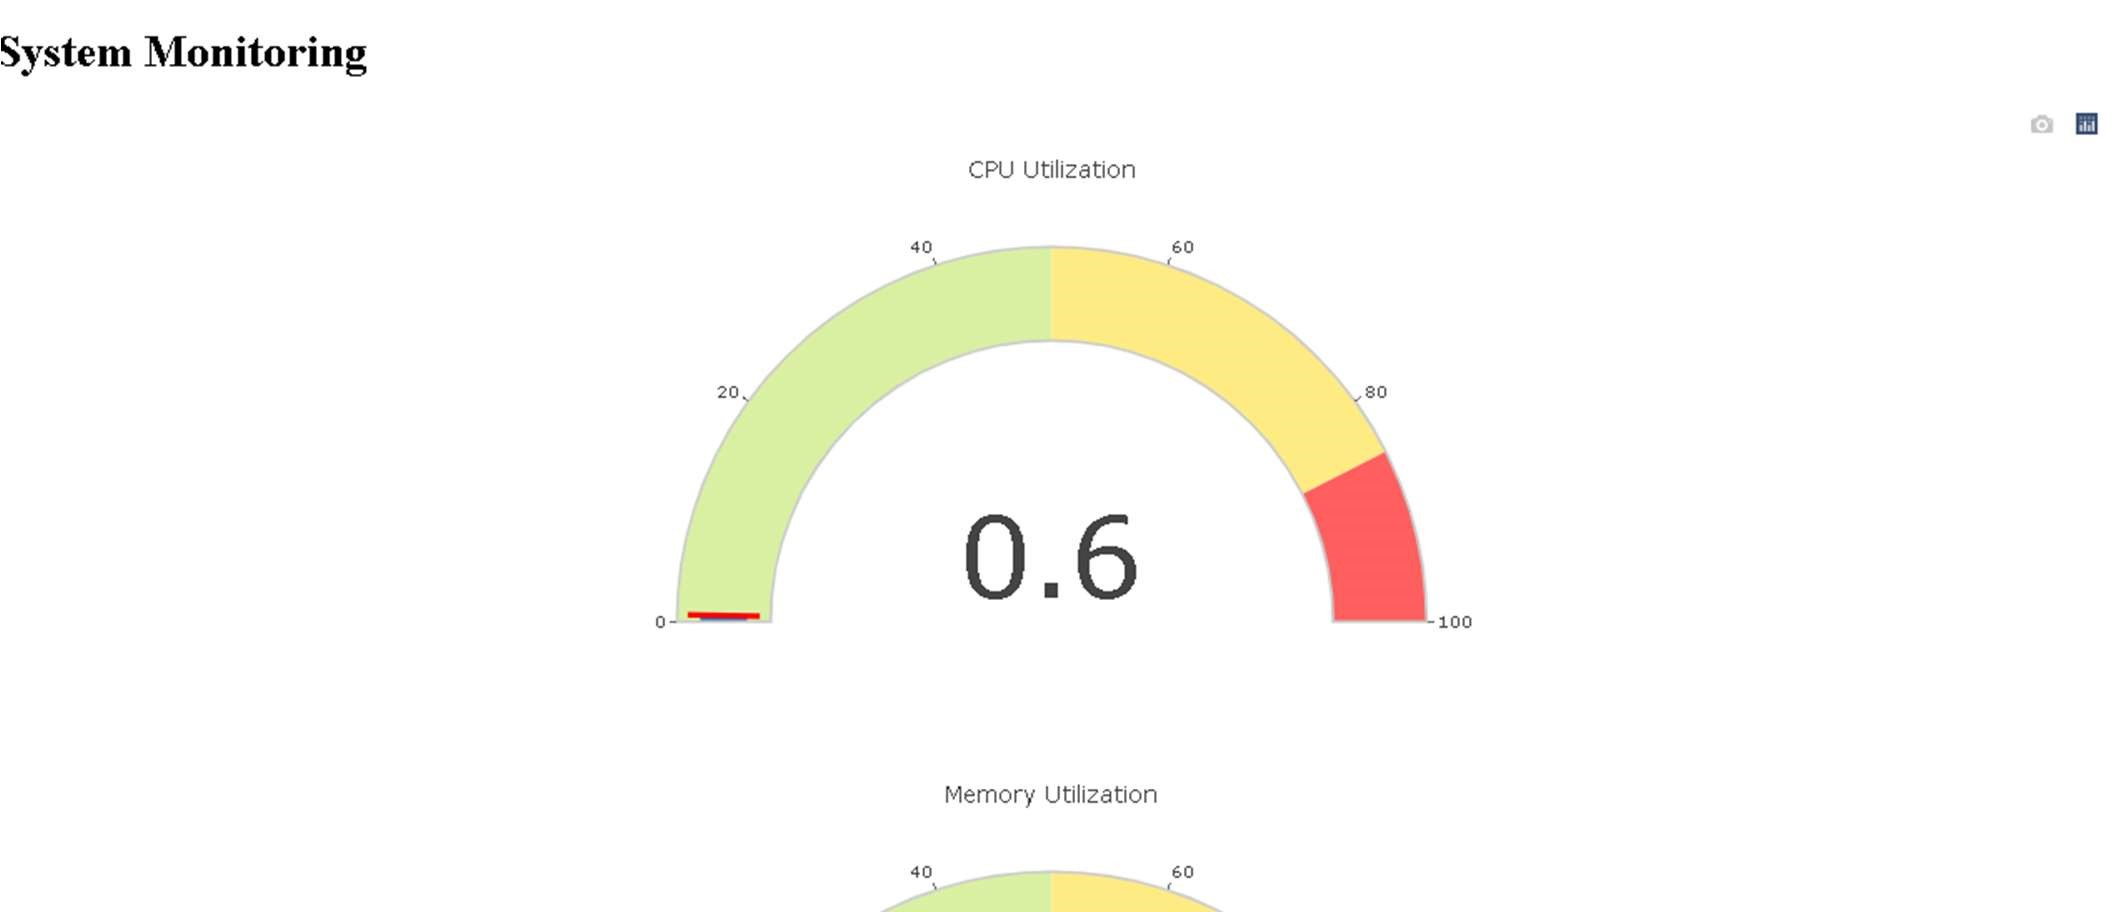 System Monitoring
CPU Utilization
40 60
20 80
0.6
0 100
Memory Utilization
40 60